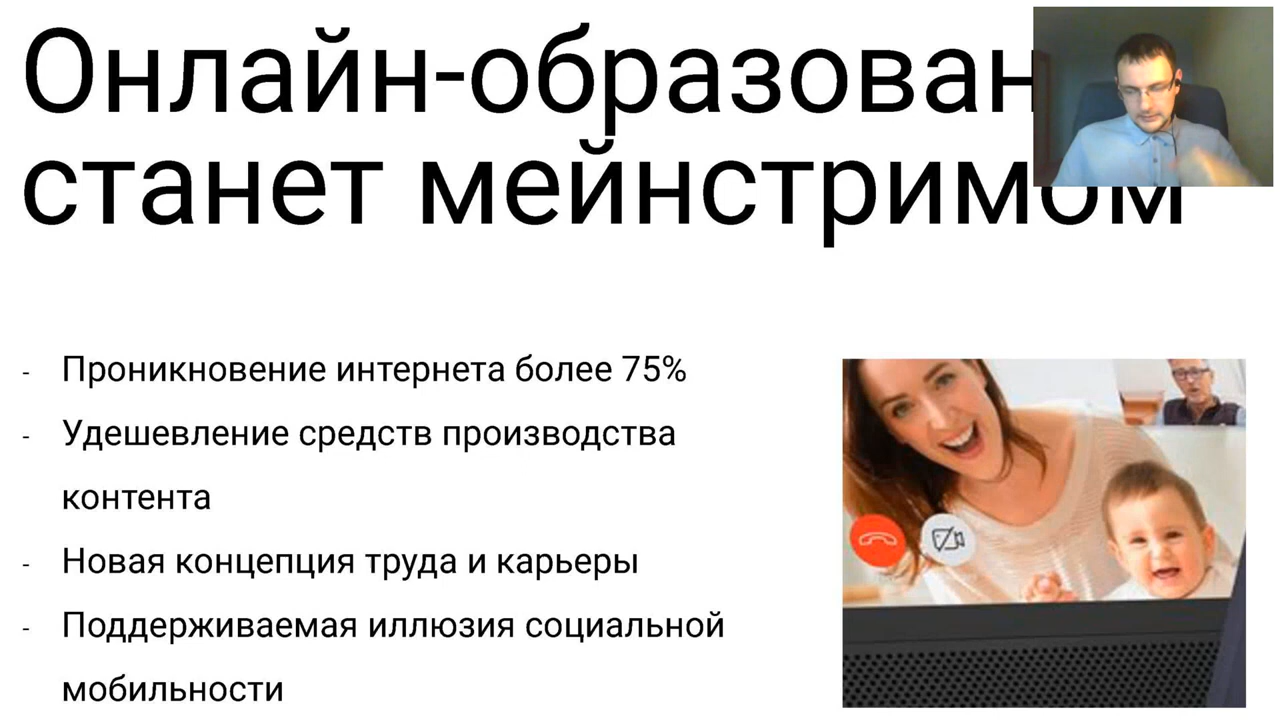 Онлайн-образован
станет мейнстримом
- Проникновение интернета более 75%
- Удешевление средств производства
контента
- Новая концепция труда и карьеры
- Поддерживаемая иллюзия социальной
мобильности